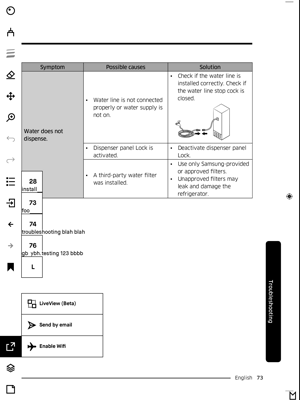 Symptom Possible causes Solution
Water does not
dispense.
• Water line is not connected
properly or water supply is
not on.
• Check if the water line is
installed correctly. Check if
the water line stop cock is
closed.
• Dispenser panel Lock is
activated.
• Deactivate dispenser panel
Lock.
• A third-party water filter
was installed.
• Use only Samsung-provided
or approved filters.
• Unapproved filters may
leak and damage the
refrigerator.
28
install
73
foo
74
troubleshooting blah blah
76
gb ybh testing 123 bbbb
L
LiveView (Beta)
Send by email
Enable Wifi
Troubleshooting
English 73
M